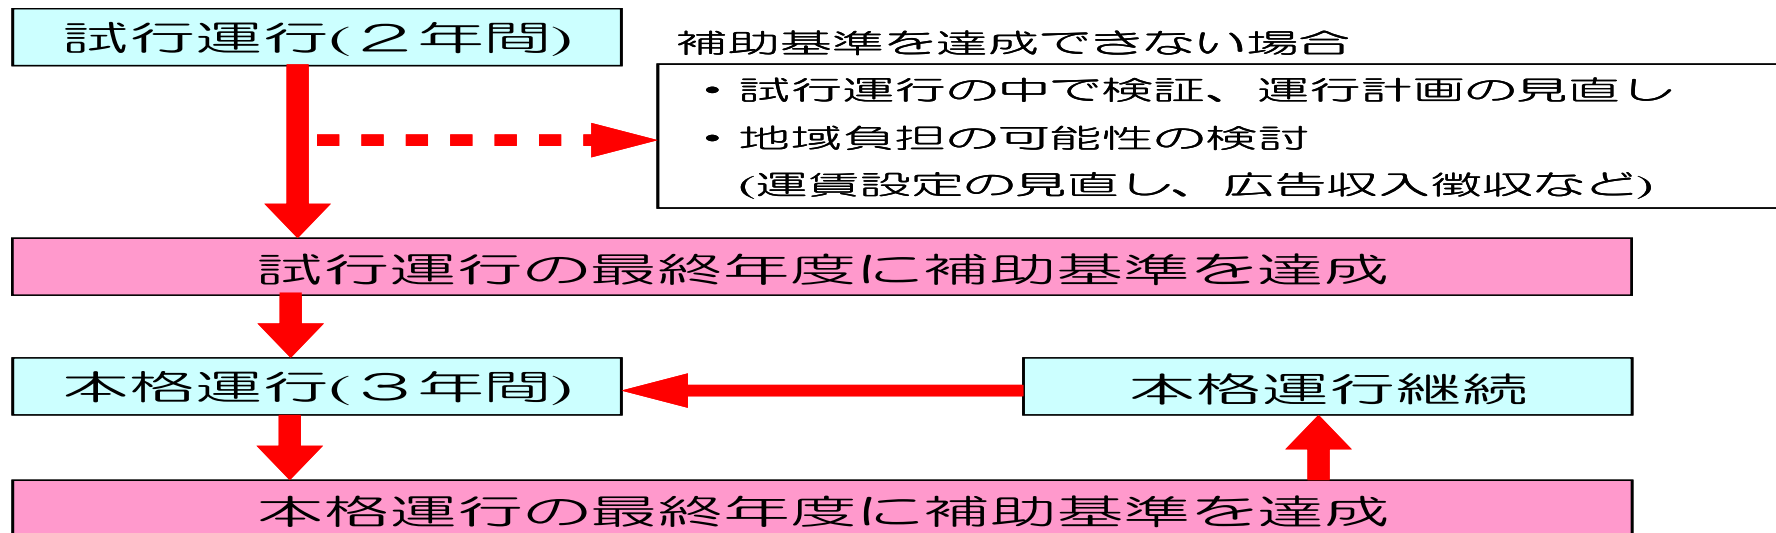 試行運行(２年間)
補助基準を達成できない場合
・試行運行の中で検証、運行計画の見直し
・地域負担の可能性の検討
(運賃設定の見直し、広告収入徴収など)
試行運行の最終年度に補助基準を達成
本格運行(３年間)
本格運行継続
本格運行の最終年度に補助基準を達成